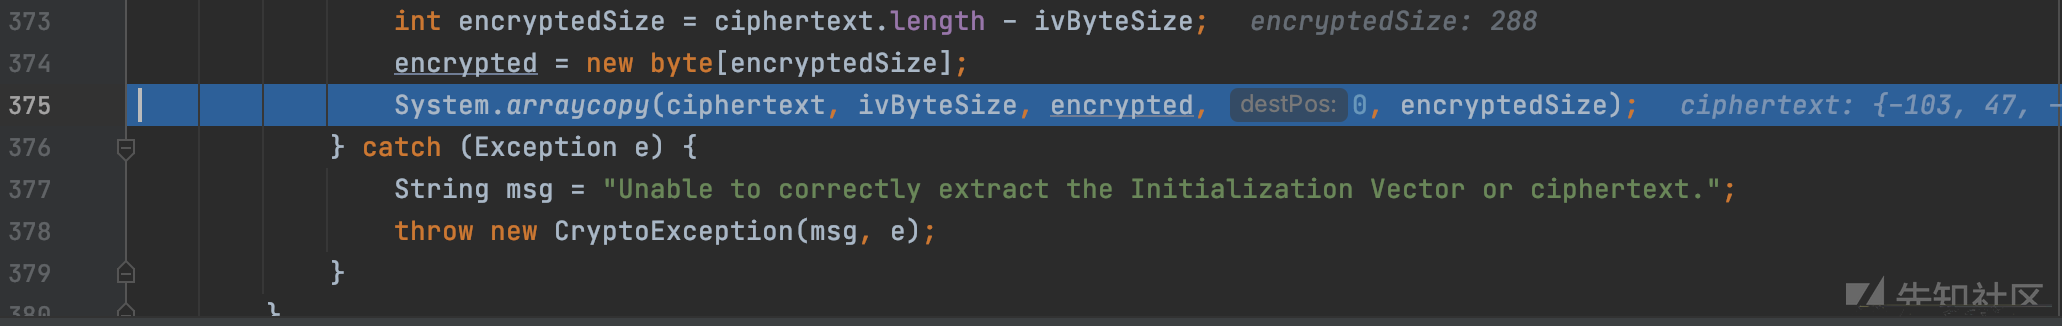 373 int encryptedSize = ciphertext.length - ivByteSize; encryptedSize: 288
374 encrypted = new byte[encryptedSize];
375 System.arraycopy(ciphertext, ivByteSize, encrypted, destPos: 0, encryptedSize); ciphertext: {-103, 47, -
376 } catch (Exception e) {
377 String msg = "Unable to correctly extract the Initialization Vector or ciphertext.";
378 throw new CryptoException(msg, e);
379 }
380 }
先知社区